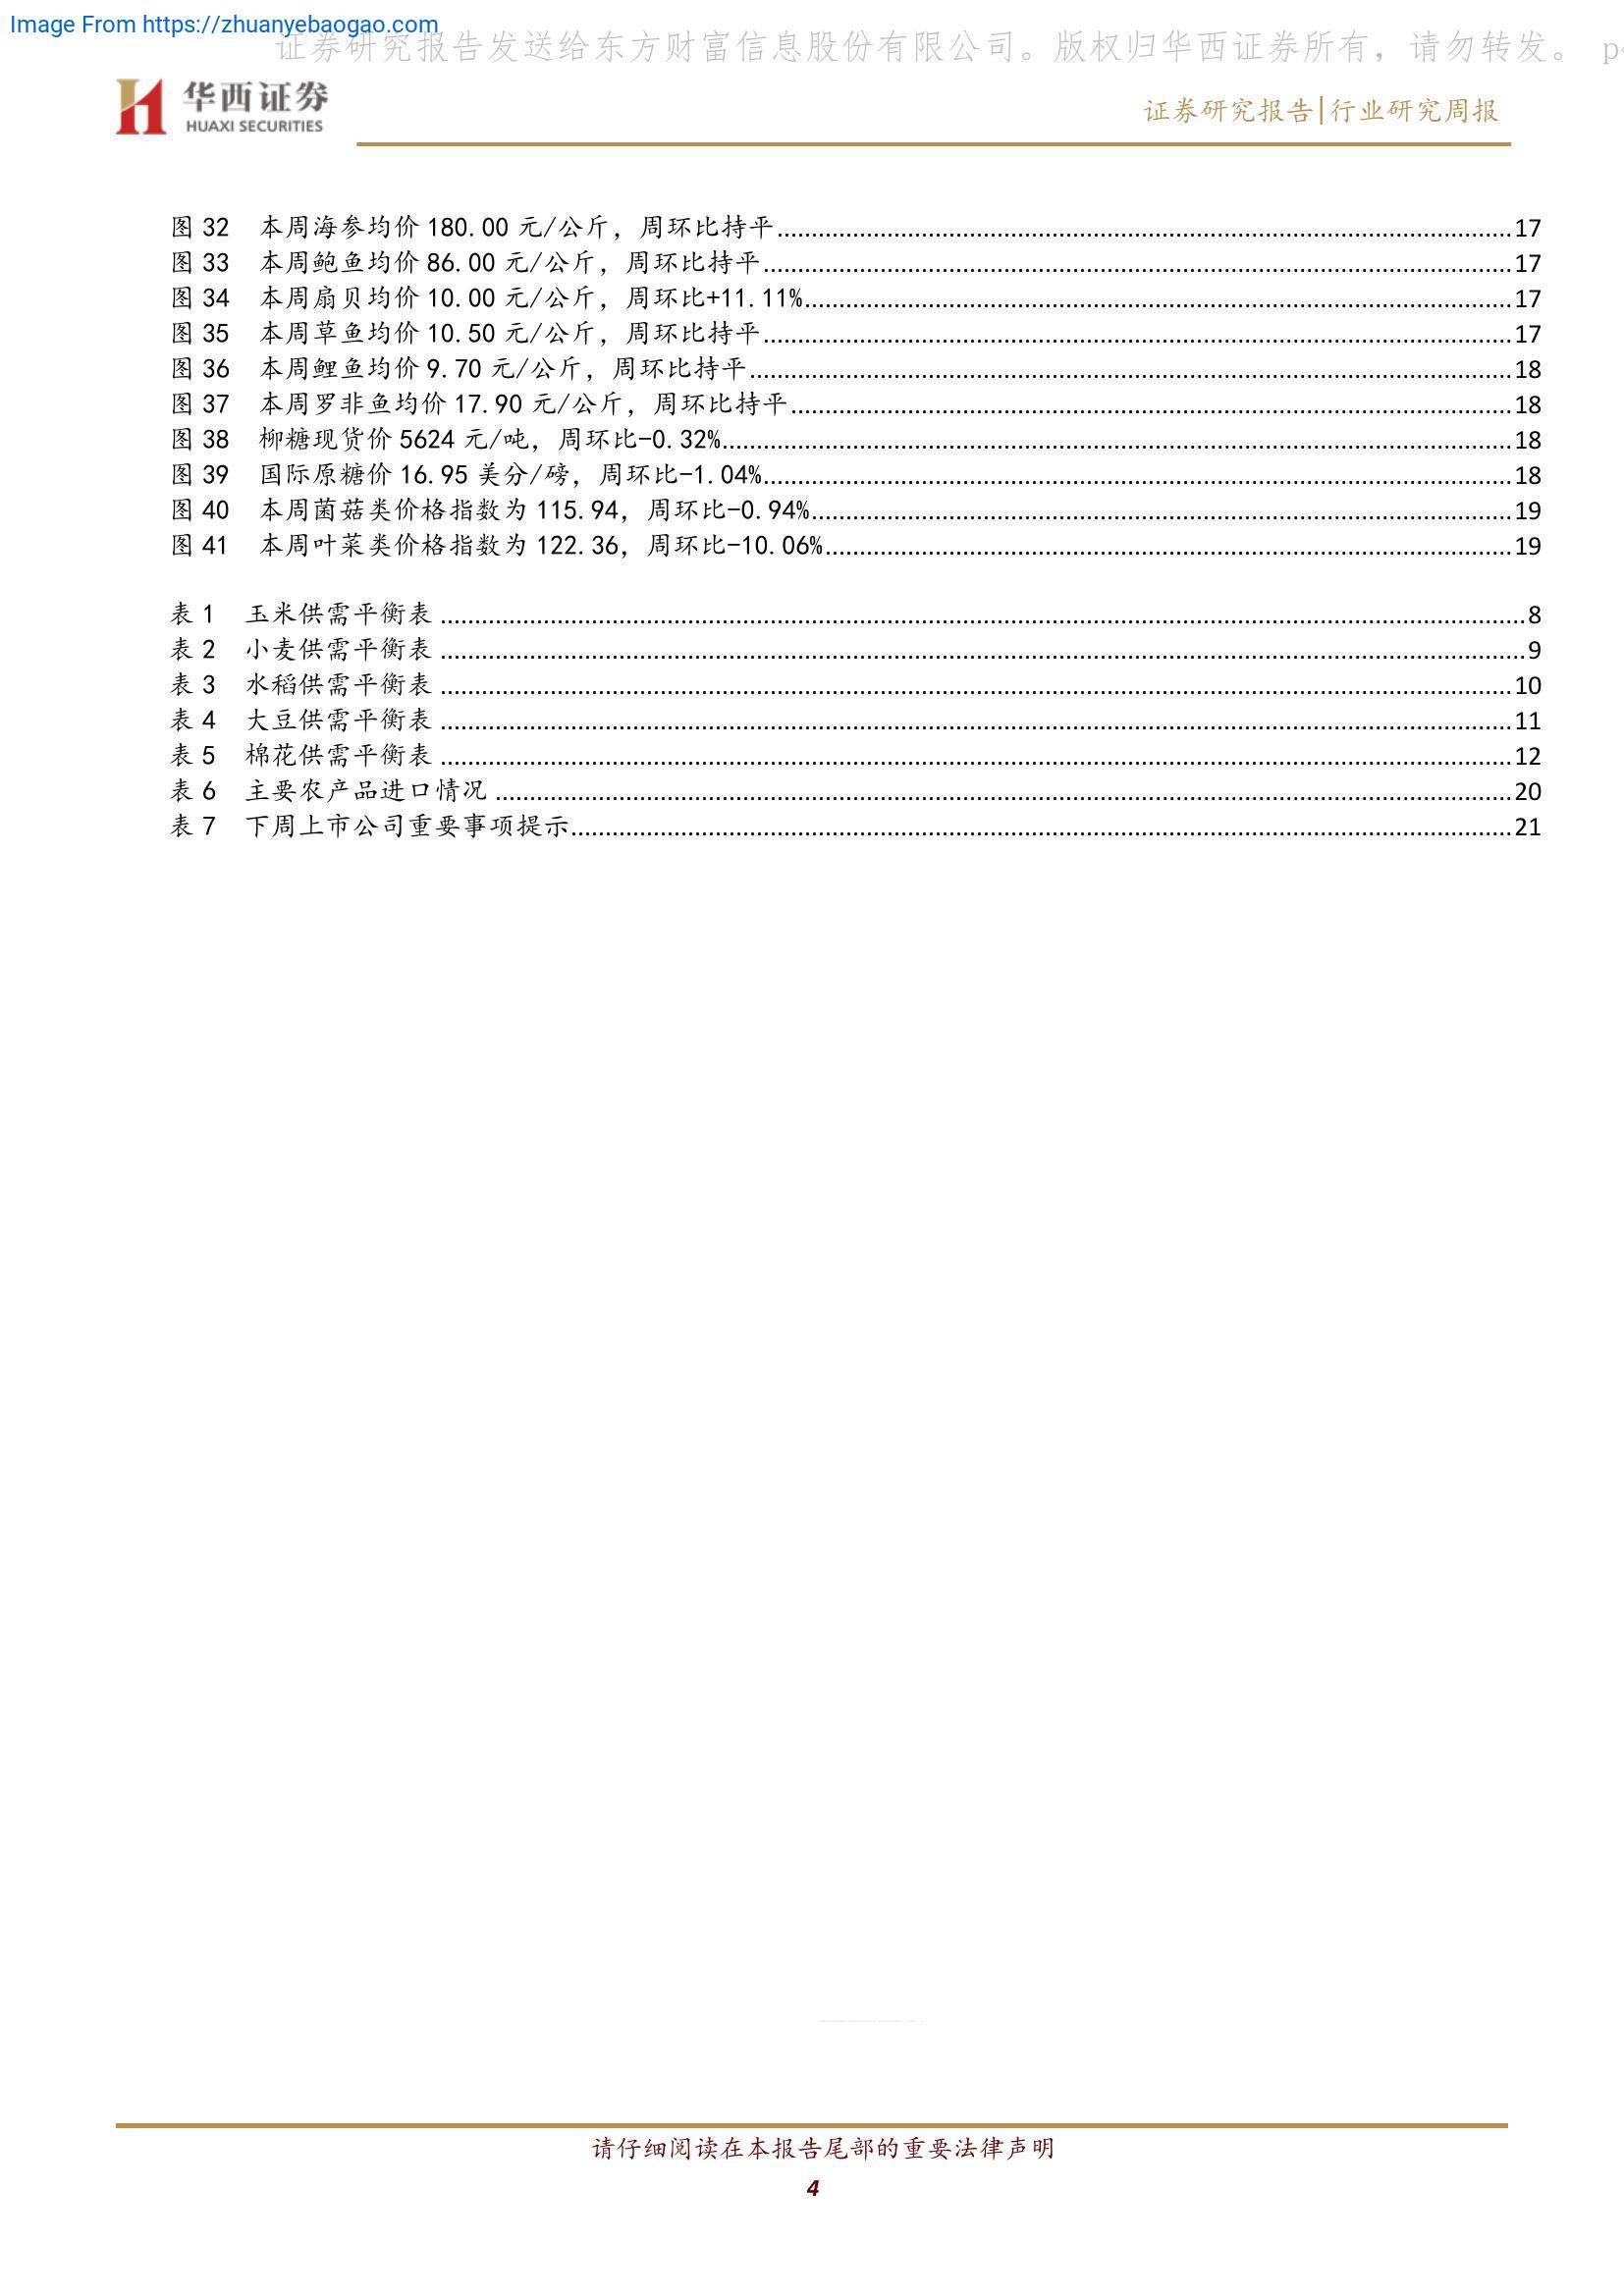 Image From https://zhuanyebaogao.com
证券研究报告发送给东方财富信息股份有限公司。版权归华西证券所有，请勿转发。 p4
华西证券
HUAXI SECURITIES
证券研究报告|行业研究周报
图 32 本周海参均价 180.00 元/公斤，周环比持平........17
图 33 本周鲍鱼均价 86.00 元/公斤，周环比持平........17
图 34 本周扇贝均价 10.00 元/公斤，周环比+11.11%........17
图 35 本周草鱼均价 10.50 元/公斤，周环比持平........17
图 36 本周鲤鱼均价 9.70 元/公斤，周环比持平........18
图 37 本周罗非鱼均价 17.90 元/公斤，周环比持平........18
图 38 柳糖现货价 5624 元/吨，周环比-0.32%........18
图 39 国际原糖价 16.95 美分/磅，周环比-1.04%........18
图 40 本周菌菇类价格指数为 115.94，周环比-0.94%........19
图 41 本周叶菜类价格指数为 122.36，周环比-10.06%........19
表 1 玉米供需平衡表........8
表 2 小麦供需平衡表........9
表 3 水稻供需平衡表........10
表 4 大豆供需平衡表........11
表 5 棉花供需平衡表........12
表 6 主要农产品进口情况........20
表 7 下周上市公司重要事项提示........21
请仔细阅读在本报告尾部的重要法律声明
4